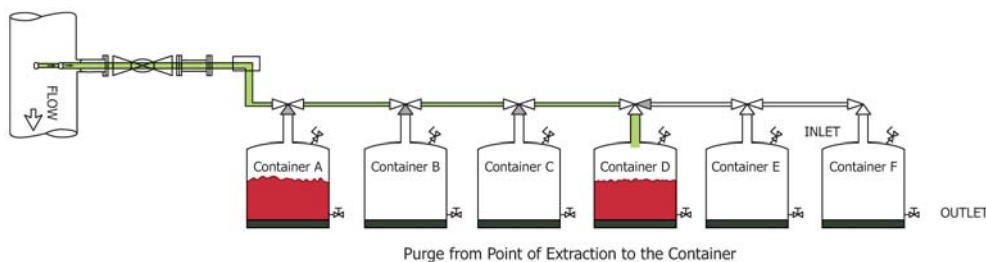 FLOW
INLET
Container A
Container B
Container C
Container D
Container E
Container F
OUTLET
Purge from Point of Extraction to the Container